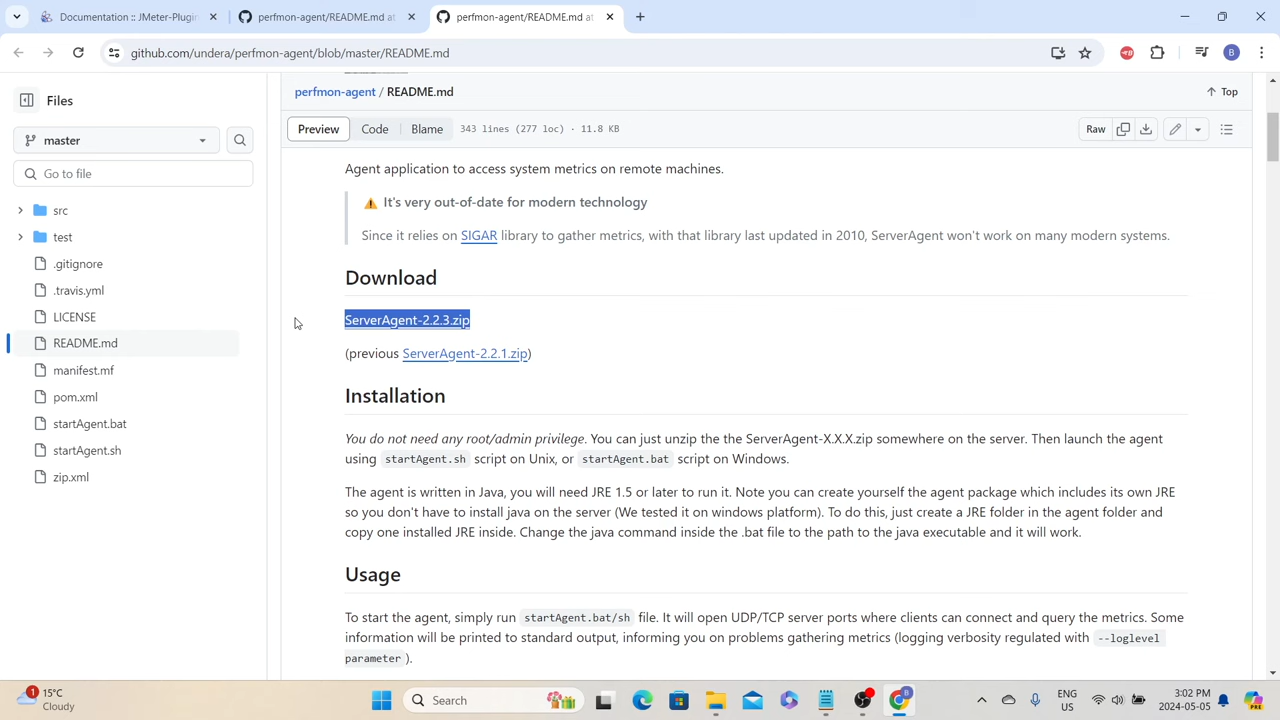 Documentation :: JMeter-Plugin
perfmon-agent/README.md at
perfmon-agent/README.md at
github.com/undera/perfmon-agent/blob/master/README.md
B
Files
perfmon-agent / README.md
Top
master
Preview
Code
Blame
343 lines (277 loc) · 11.8 KB
Raw
Go to file
src
test
.gitignore
.travis.yml
LICENSE
README.md
manifest.mf
pom.xml
startAgent.bat
startAgent.sh
zip.xml
Agent application to access system metrics on remote machines.
It's very out-of-date for modern technology
Since it relies on SIGAR library to gather metrics, with that library last updated in 2010, ServerAgent won't work on many modern systems.
Download
ServerAgent-2.2.3.zip
(previous ServerAgent-2.2.1.zip)
Installation
You do not need any root/admin privilege. You can just unzip the the ServerAgent-X.X.X.zip somewhere on the server. Then launch the agent
using startAgent.sh script on Unix, or startAgent.bat script on Windows.
The agent is written in Java, you will need JRE 1.5 or later to run it. Note you can create yourself the agent package which includes its own JRE
so you don't have to install java on the server (We tested it on windows platform). To do this, just create a JRE folder in the agent folder and
copy one installed JRE inside. Change the java command inside the .bat file to the path to the java executable and it will work.
Usage
To start the agent, simply run startAgent.bat/sh file. It will open UDP/TCP server ports where clients can connect and query the metrics. Some
information will be printed to standard output, informing you on problems gathering metrics (logging verbosity regulated with --loglevel
parameter ).
1
15°C
Cloudy
Search
B
ENG
US
3:02 PM
2024-05-05
PRE